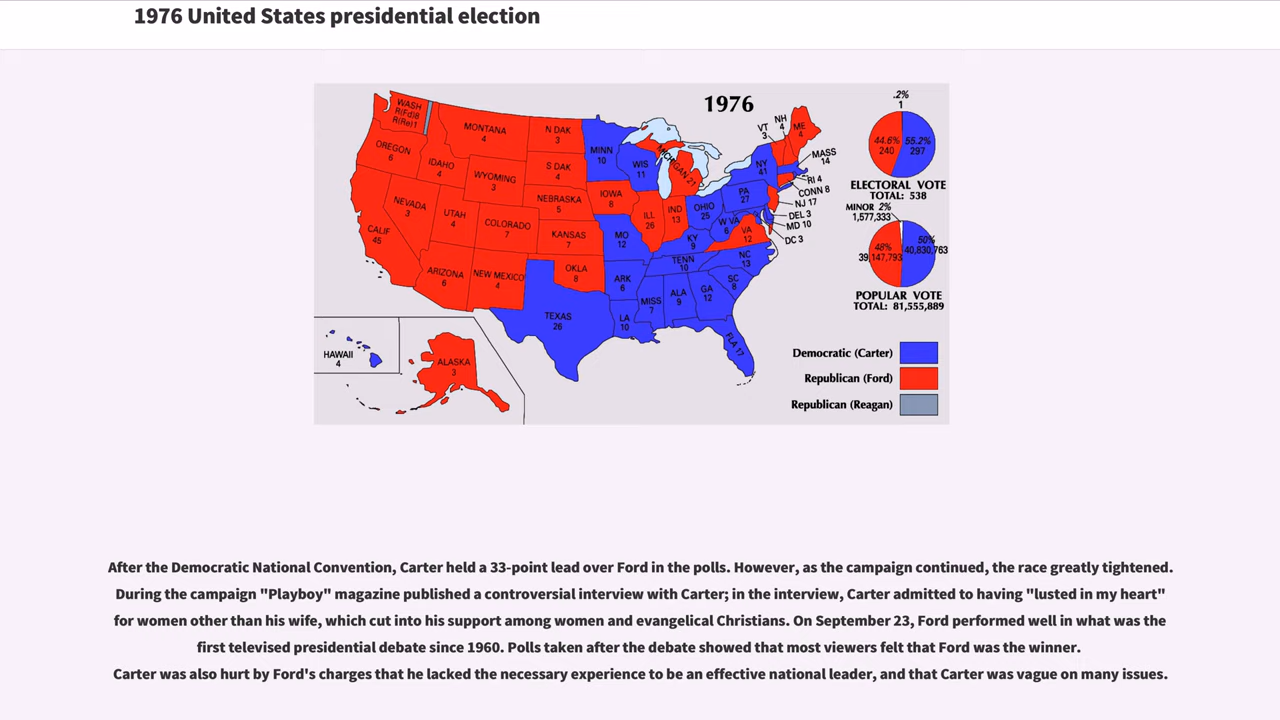 1976 United States presidential election
1976
WASH
R(Fd)8
R(Re)1
OREGON
6
CALIF
45
NEVADA
3
IDAHO
4
MONTANA
4
WYOMING
3
UTAH
4
ARIZONA
6
COLORADO
7
NEW MEXICO
4
N DAK
3
S DAK
4
NEBRASKA
5
KANSAS
7
OKLA
8
TEXAS
26
MINN
10
IOWA
8
MO
12
ARK
6
LA
10
WIS
11
ILL
26
MICHIGAN 21
IND
13
OHIO
25
KY
9
TENN
10
MISS
7
ALA
9
GA
12
FLA 17
SC
8
NC
13
VA
12
W VA
6
PA
27
NY
41
VT
3
NH
4
ME
4
MASS
14
RI 4
CONN 8
NJ 17
DEL 3
MD 10
DC 3
HAWAII
4
ALASKA
3
.2%
1
44.6%
240
55.2%
297
ELECTORAL VOTE
TOTAL: 538
MINOR 2%
1,577,333
48%
39,147,793
50%
40,830,763
POPULAR VOTE
TOTAL: 81,555,889
Democratic (Carter)
Republican (Ford)
Republican (Reagan)
After the Democratic National Convention, Carter held a 33-point lead over Ford in the polls. However, as the campaign continued, the race greatly tightened.
During the campaign "Playboy" magazine published a controversial interview with Carter; in the interview, Carter admitted to having "lusted in my heart"
for women other than his wife, which cut into his support among women and evangelical Christians. On September 23, Ford performed well in what was the
first televised presidential debate since 1960. Polls taken after the debate showed that most viewers felt that Ford was the winner.
Carter was also hurt by Ford's charges that he lacked the necessary experience to be an effective national leader, and that Carter was vague on many issues.